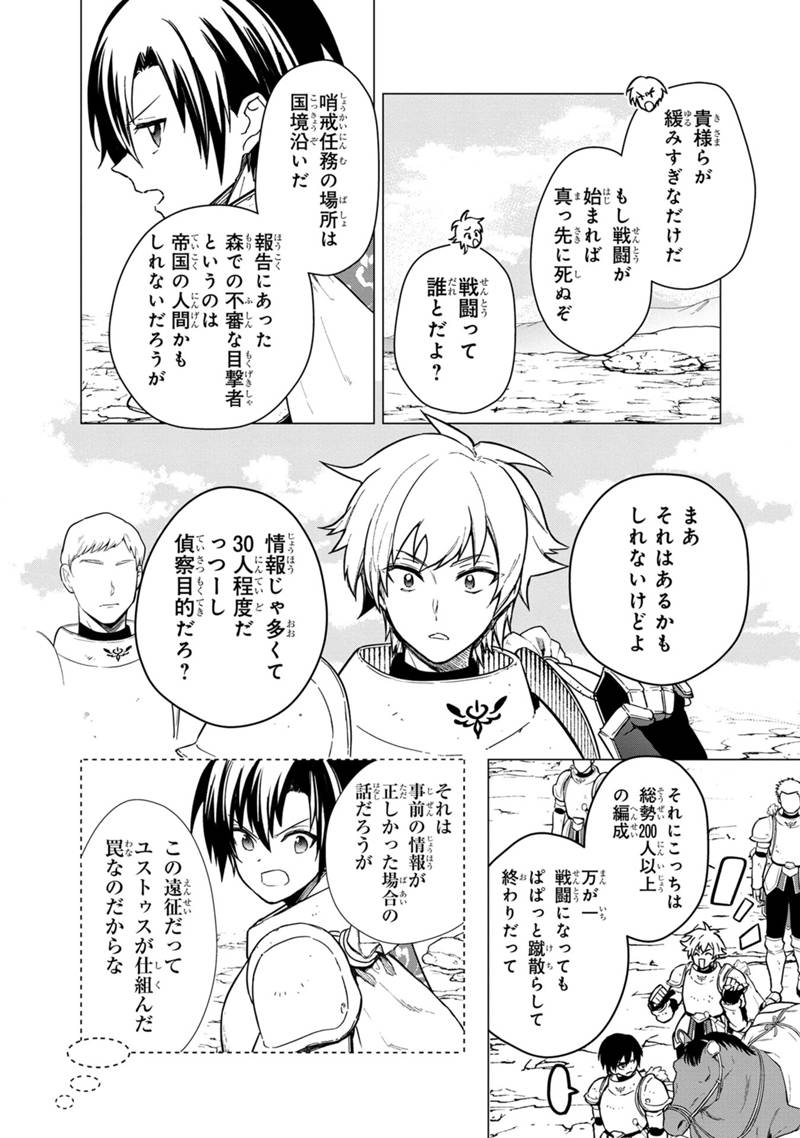 貴様らが
緩みすぎなだけだ
もし戦闘が
始まれば
真っ先に死ぬぞ
戦闘って
誰とだよ？
哨戒任務の場所は
国境沿いだ
報告にあった
森での不審な目撃者
というのは
帝国の人間かも
しれないだろうが
まあ
それはあるかも
しれないけどよ
情報じゃ多くて
30人程度だ
っつーし
偵察目的だろ？
それにこっちは
総勢200人以上
の編成
万が一
戦闘になっても
ぱぱっと蹴散らして
終わりだって
それは
事前の情報が
正しかった場合の
話だろうが
この遠征だって
ユストゥスが仕組んだ
罠なのだからな